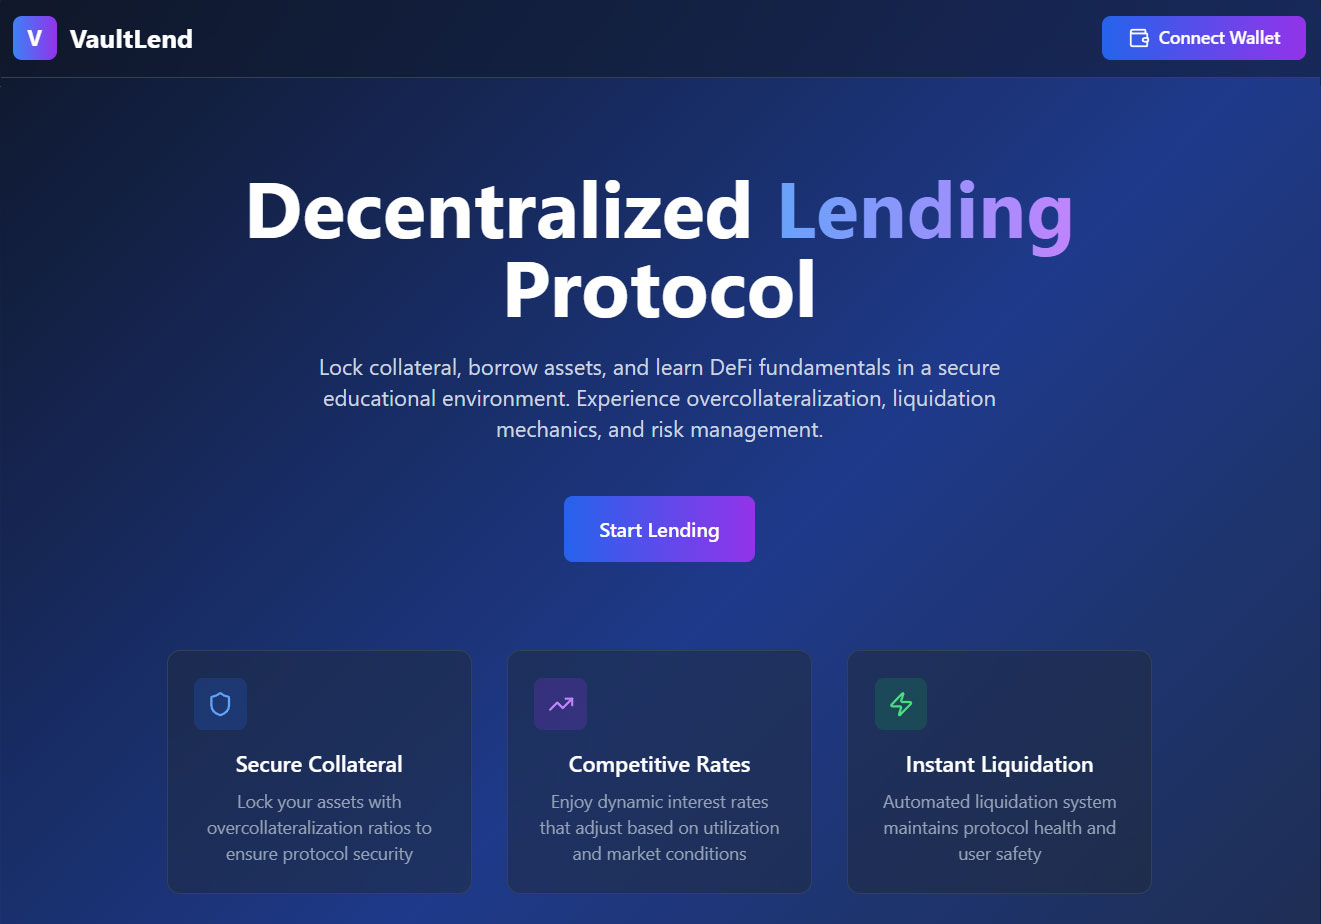 V VaultLend
Connect Wallet
Decentralized Lending
Protocol
Lock collateral, borrow assets, and learn DeFi fundamentals in a secure
educational environment. Experience overcollateralization, liquidation
mechanics, and risk management.
Start Lending
Secure Collateral
Lock your assets with
overcollateralization ratios to
ensure protocol security
Competitive Rates
Enjoy dynamic interest rates
that adjust based on utilization
and market conditions
Instant Liquidation
Automated liquidation system
maintains protocol health and
user safety